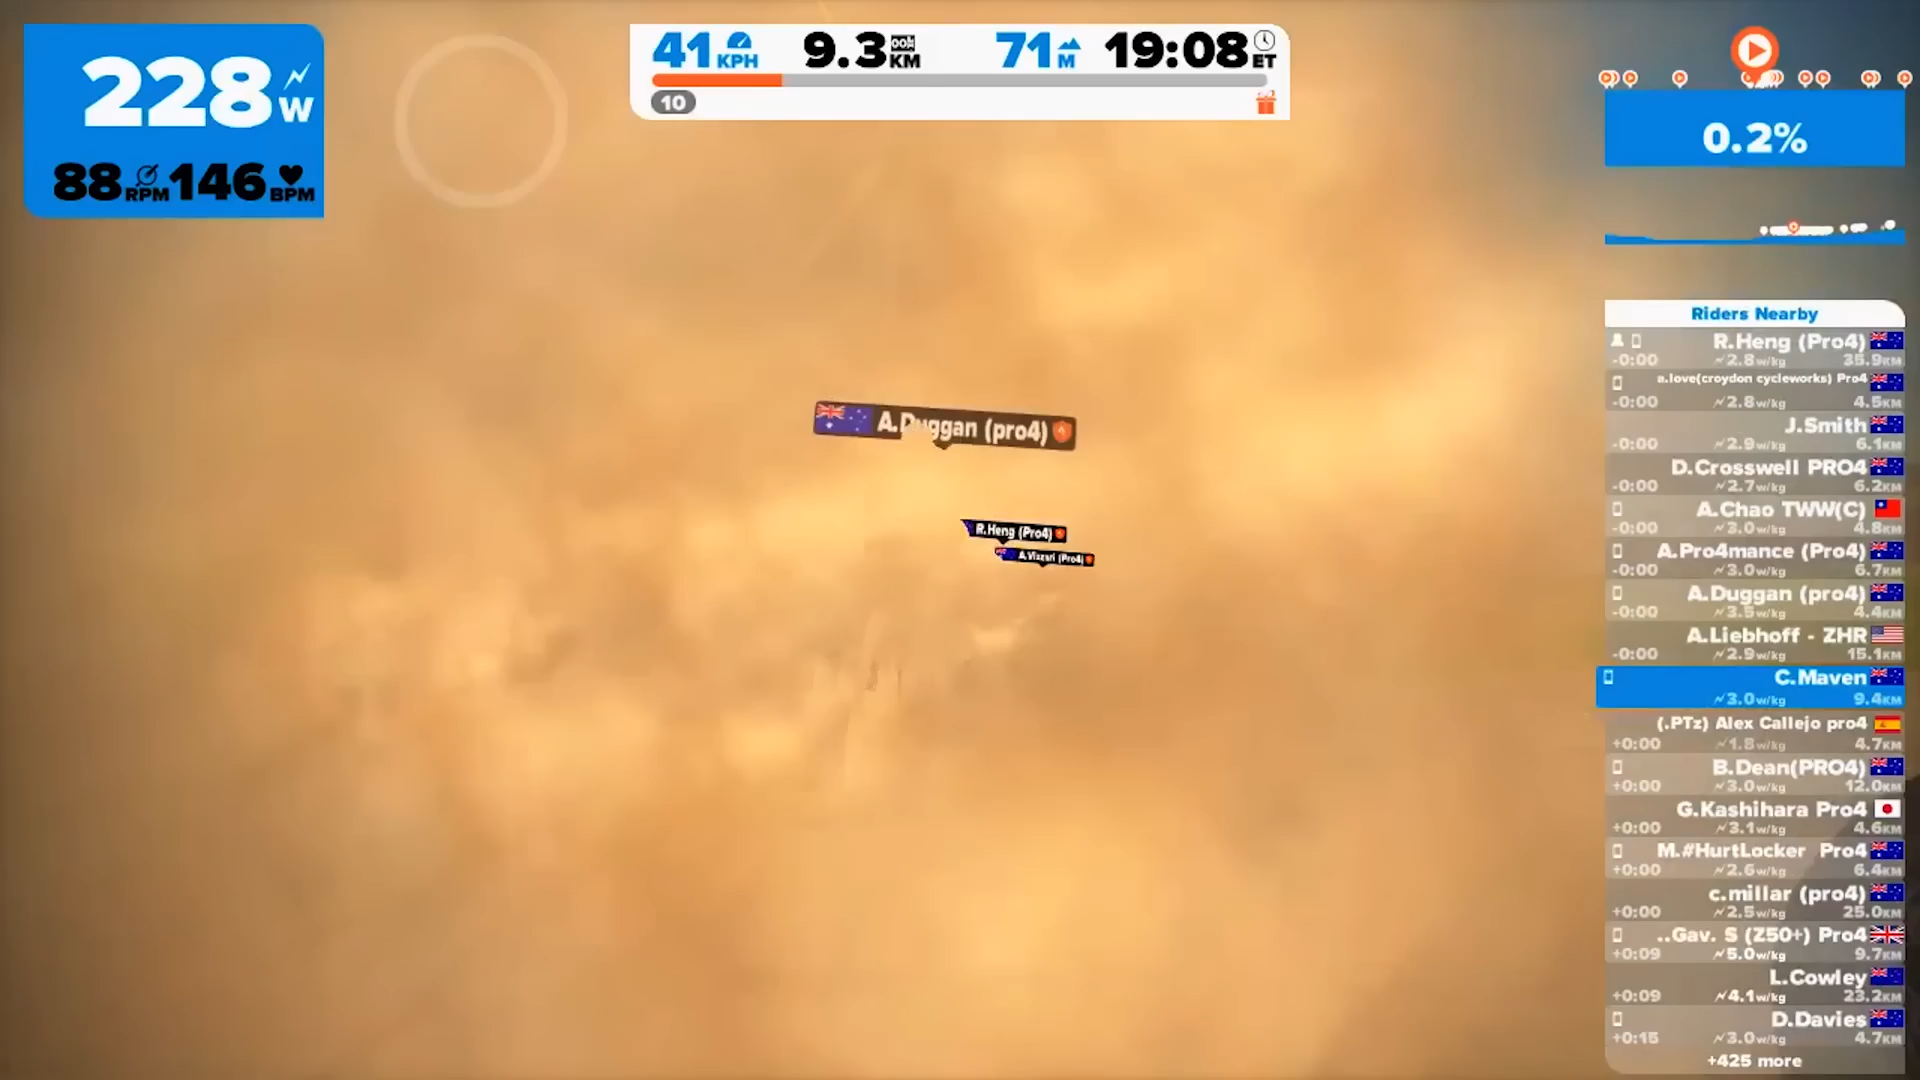 228 W
88 RPM 146 BPM
41 KPH 9.3 KM 71 M 19:08 ET
10
0.2%
A.Duggan (pro4)
R.Heng (Pro4)
A.Vizzari (Pro4)
Riders Nearby
R.Heng (Pro4)
-0:00 2.8w/kg 35.9KM
a.love(croydon cycleworks) Pro4
-0:00 2.8w/kg 4.5KM
J.Smith
-0:00 2.9w/kg 6.1KM
D.Crosswell PRO4
-0:00 2.7w/kg 6.2KM
A.Chao TWW(C)
-0:00 3.0w/kg 4.8KM
A.Pro4mance (Pro4)
-0:00 3.0w/kg 6.7KM
A.Duggan (pro4)
-0:00 3.5w/kg 4.4KM
A.Liebhoff - ZHR
-0:00 2.9w/kg 15.1KM
C.Maven
3.0w/kg 9.4KM
(.PTz) Alex Callejo pro4
+0:00 1.8w/kg 4.7KM
B.Dean(PRO4)
+0:00 3.0w/kg 12.0KM
G.Kashihara Pro4
+0:00 3.1w/kg 4.6KM
M.#HurtLocker Pro4
+0:00 2.6w/kg 6.4KM
c.millar (pro4)
+0:00 2.5w/kg 25.0KM
..Gav. S (Z50+) Pro4
+0:09 5.0w/kg 9.7KM
L.Cowley
+0:09 4.1w/kg 23.2KM
D.Davies
+0:15 3.0w/kg 4.7KM
+425 more